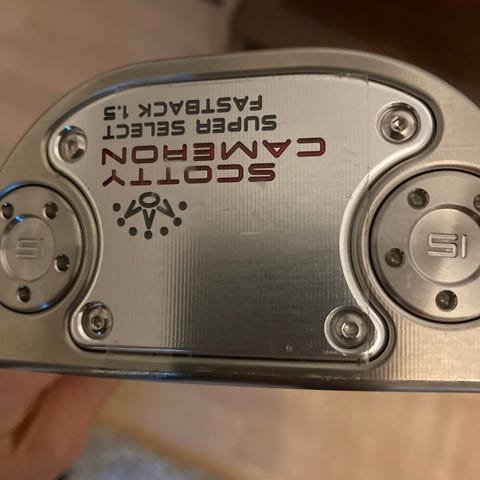 SCOTTY
CAMERON
SUPER SELECT
FASTBACK 1.5
15
15